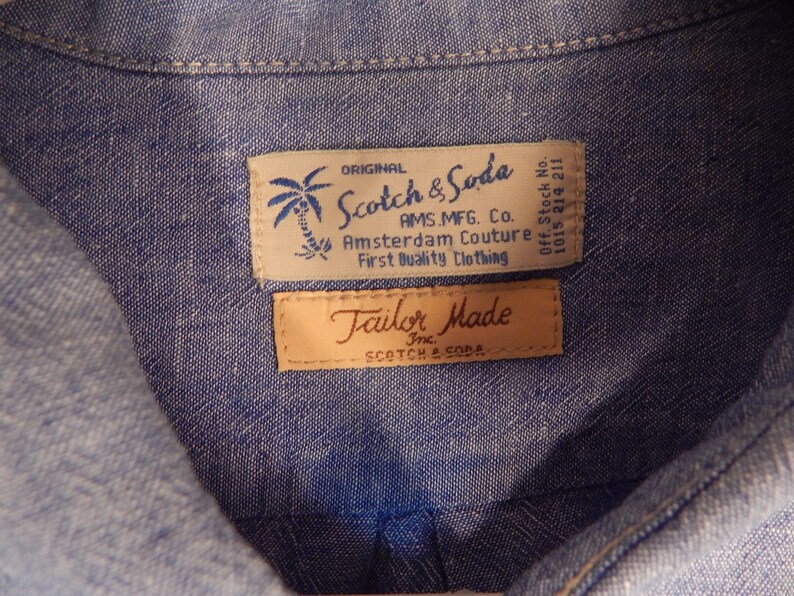 ORIGINAL
Scotch & Soda
AMS.MFG. Co.
Amsterdam Couture
First Quality Clothing
Off. Stock No.
1015 214 211
Tailor Made
Inc.
SCOTCH & SODA